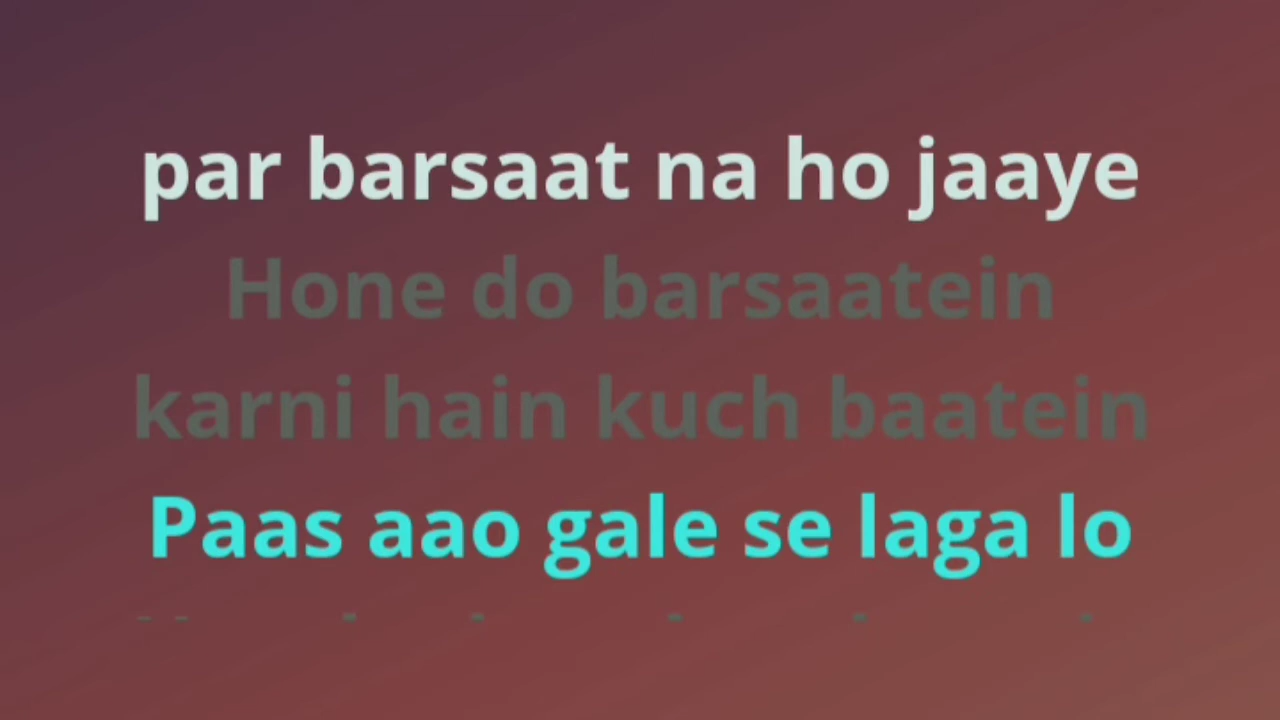 par barsaat na ho jaaye
Hone do barsaatein
karni hain kuch baatein
Paas aao gale se laga lo